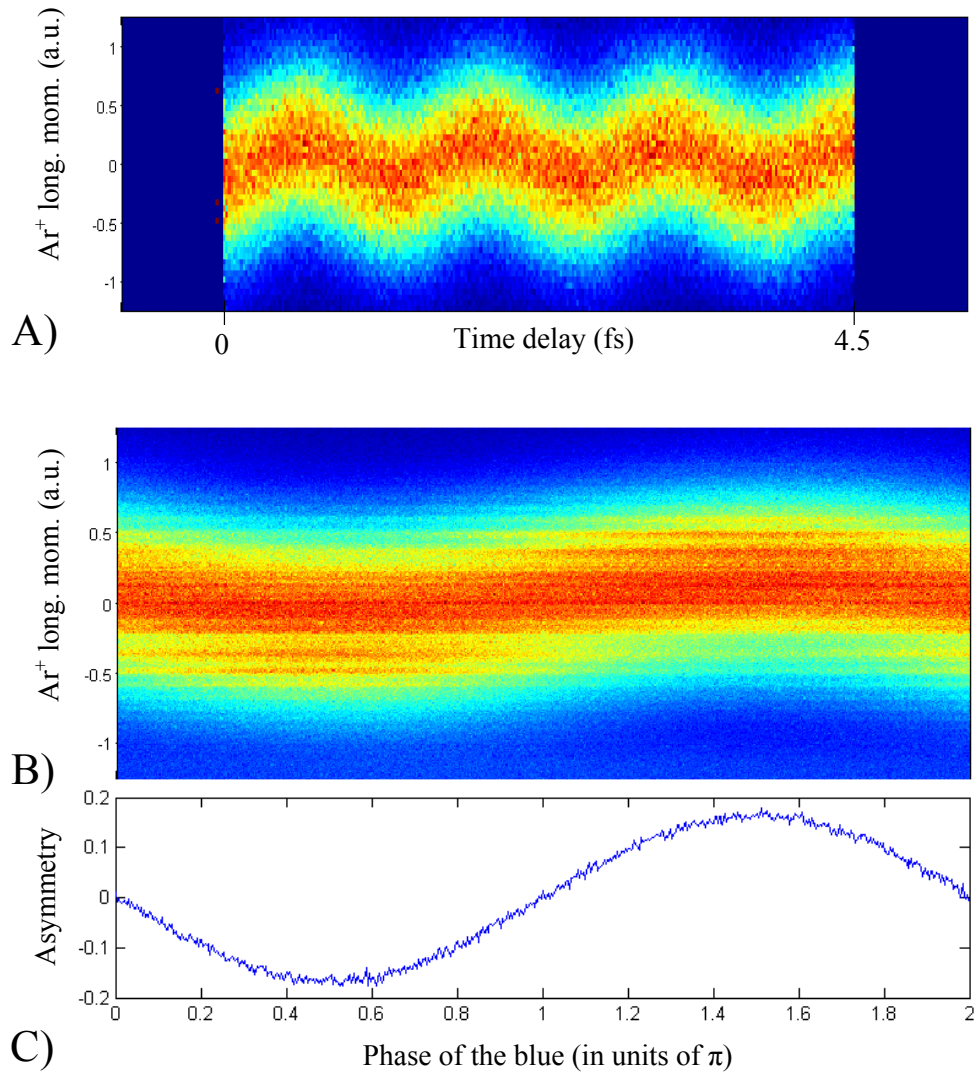 Ar⁺ long. mom. (a.u.)
1
0.5
0
-0.5
-1
A)
0
Time delay (fs)
4.5
Ar⁺ long. mom. (a.u.)
1
0.5
0
-0.5
-1
B)
Asymmetry
0.2
0.1
0
-0.1
-0.2
0 0.2 0.4 0.6 0.8 1 1.2 1.4 1.6 1.8 2
C)
Phase of the blue (in units of π)